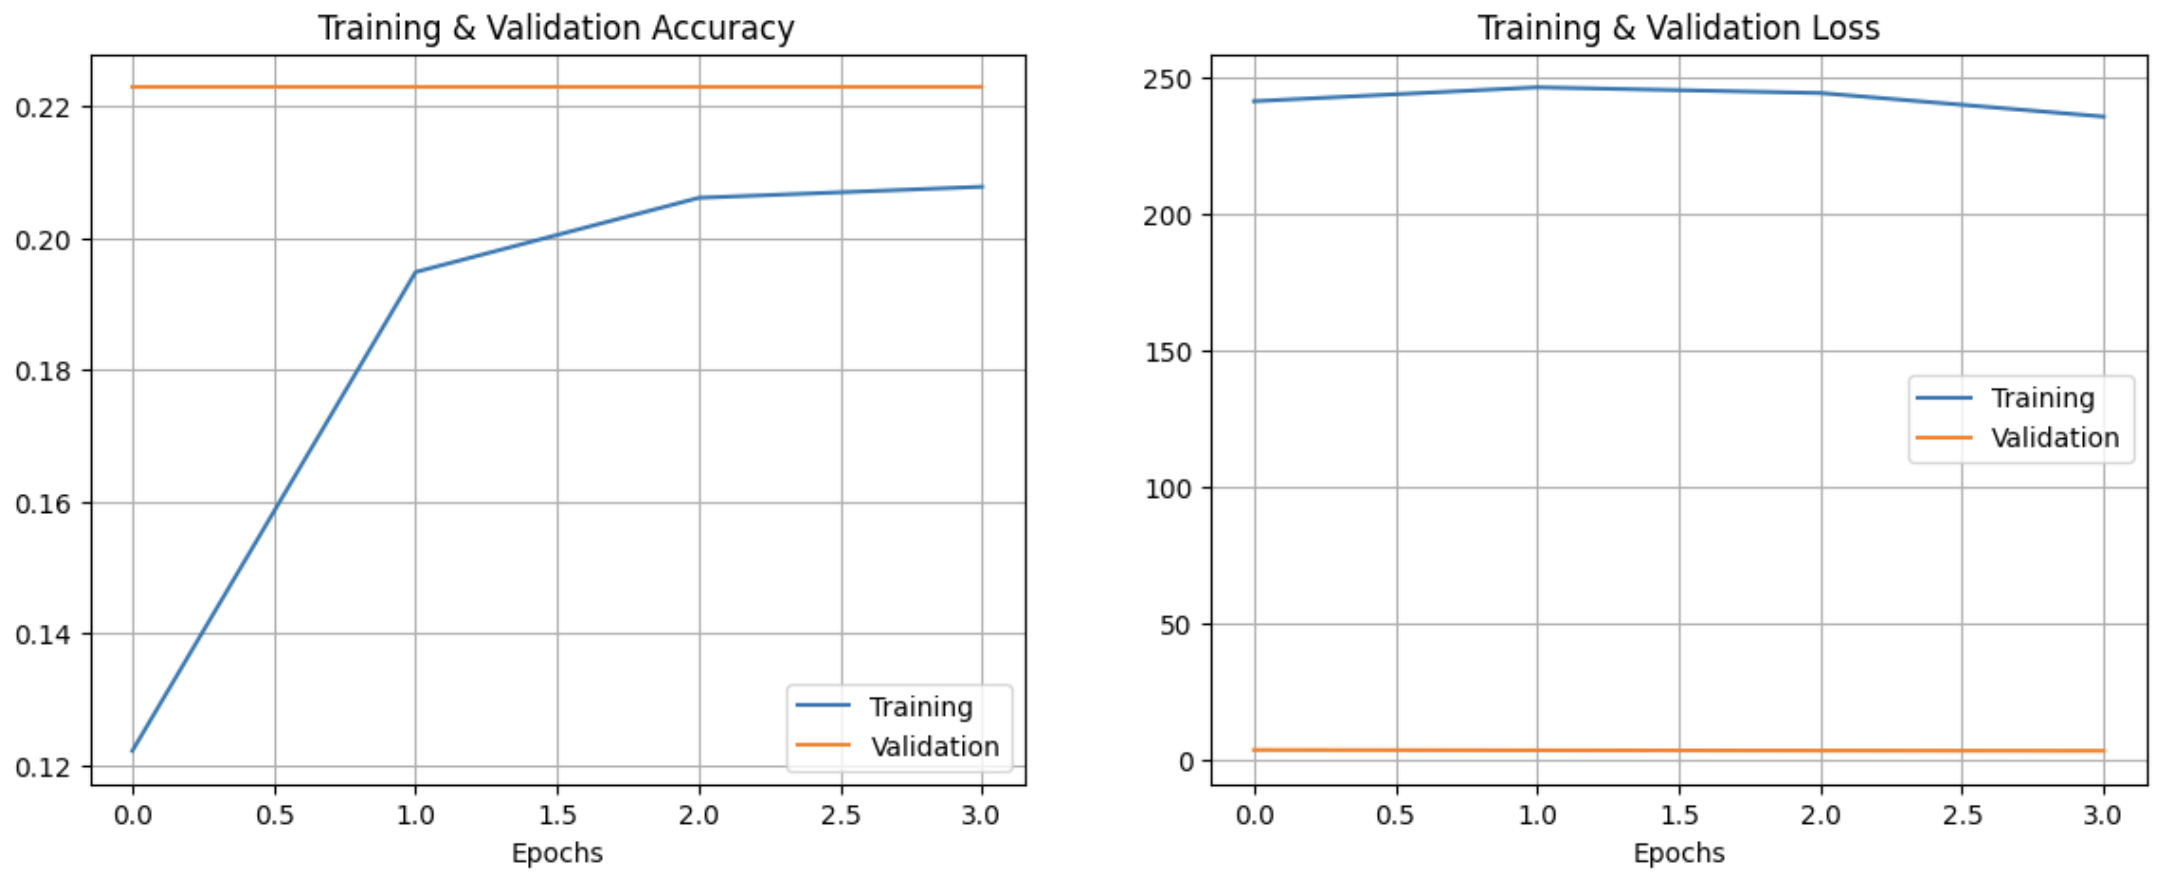 Training & Validation Accuracy
0.22
0.20
0.18
0.16
0.14
0.12
0.0 0.5 1.0 1.5 2.0 2.5 3.0
Epochs
Training
Validation
Training & Validation Loss
250
200
150
100
50
0
0.0 0.5 1.0 1.5 2.0 2.5 3.0
Epochs
Training
Validation